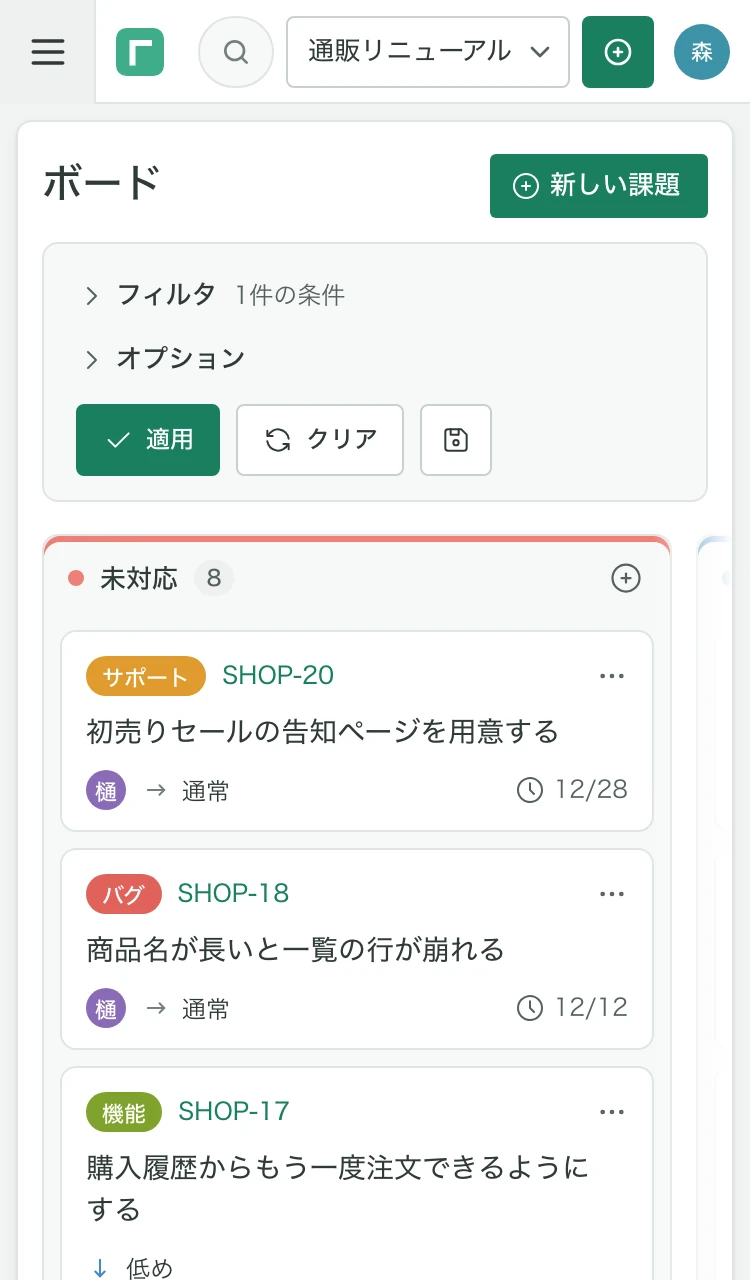 通販リニューアル
森
ボード
新しい課題
フィルタ 1件の条件
オプション
適用
クリア
未対応 8
サポート SHOP-20
初売りセールの告知ページを用意する
樋 → 通常 12/28
バグ SHOP-18
商品名が長いと一覧の行が崩れる
樋 → 通常 12/12
機能 SHOP-17
購入履歴からもう一度注文できるように
する
↓ 低め